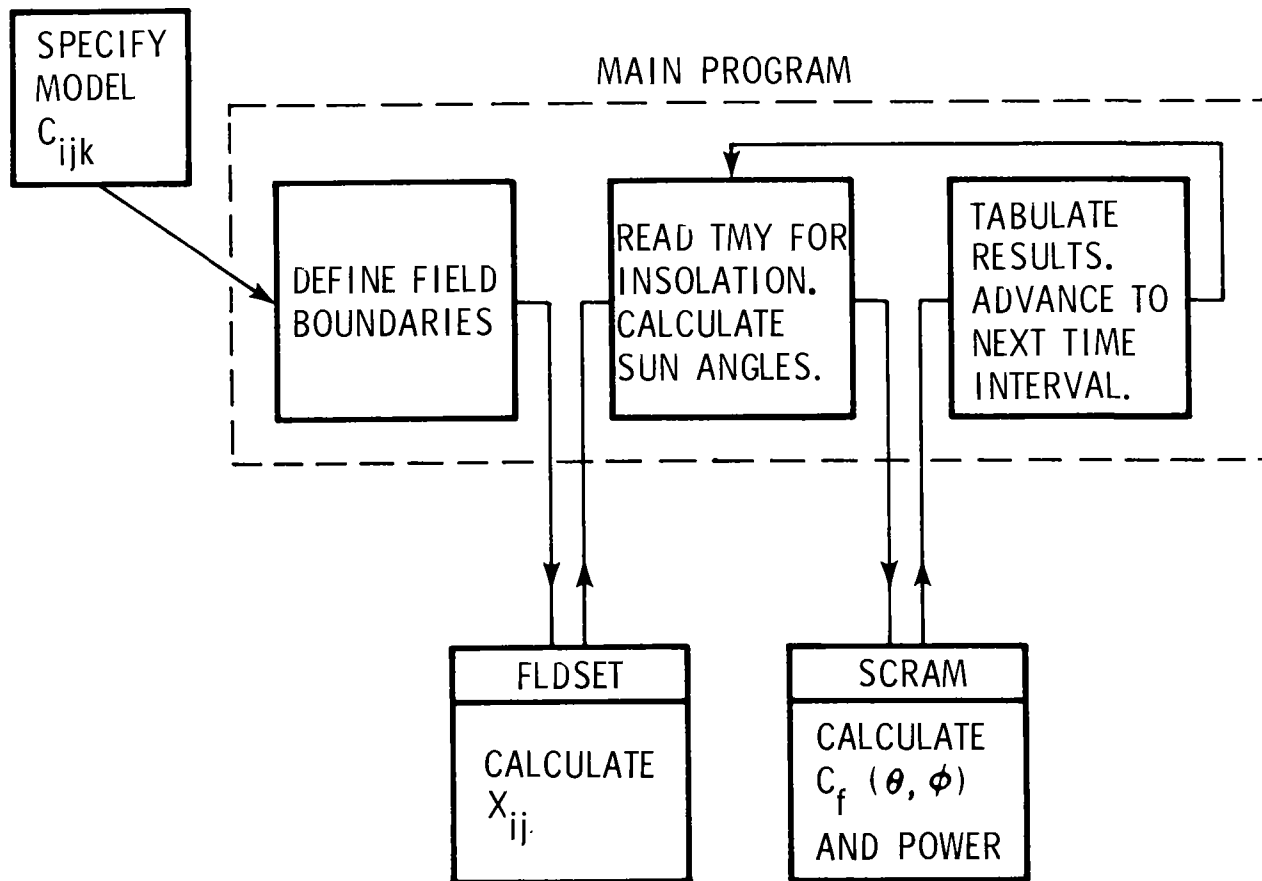 SPECIFY
MODEL
C_ijk
MAIN PROGRAM
DEFINE FIELD
BOUNDARIES
READ TMY FOR
INSOLATION.
CALCULATE
SUN ANGLES.
TABULATE
RESULTS.
ADVANCE TO
NEXT TIME
INTERVAL.
FLDSET
CALCULATE
X_ij
SCRAM
CALCULATE
C_f (θ, ϕ)
AND POWER